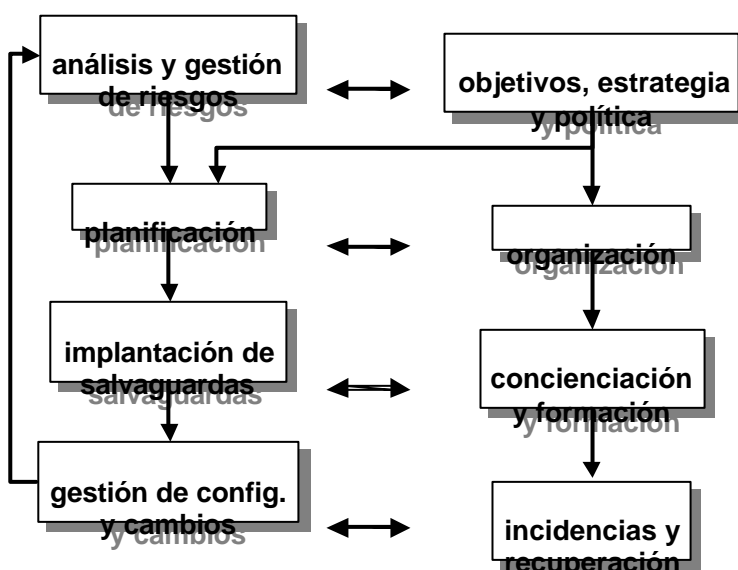 análisis y gestión
de riesgos
objetivos, estrategia
y política
planificación
organización
implantación de
salvaguardas
concienciación
y formación
gestión de config.
y cambios
incidencias y
recuperación